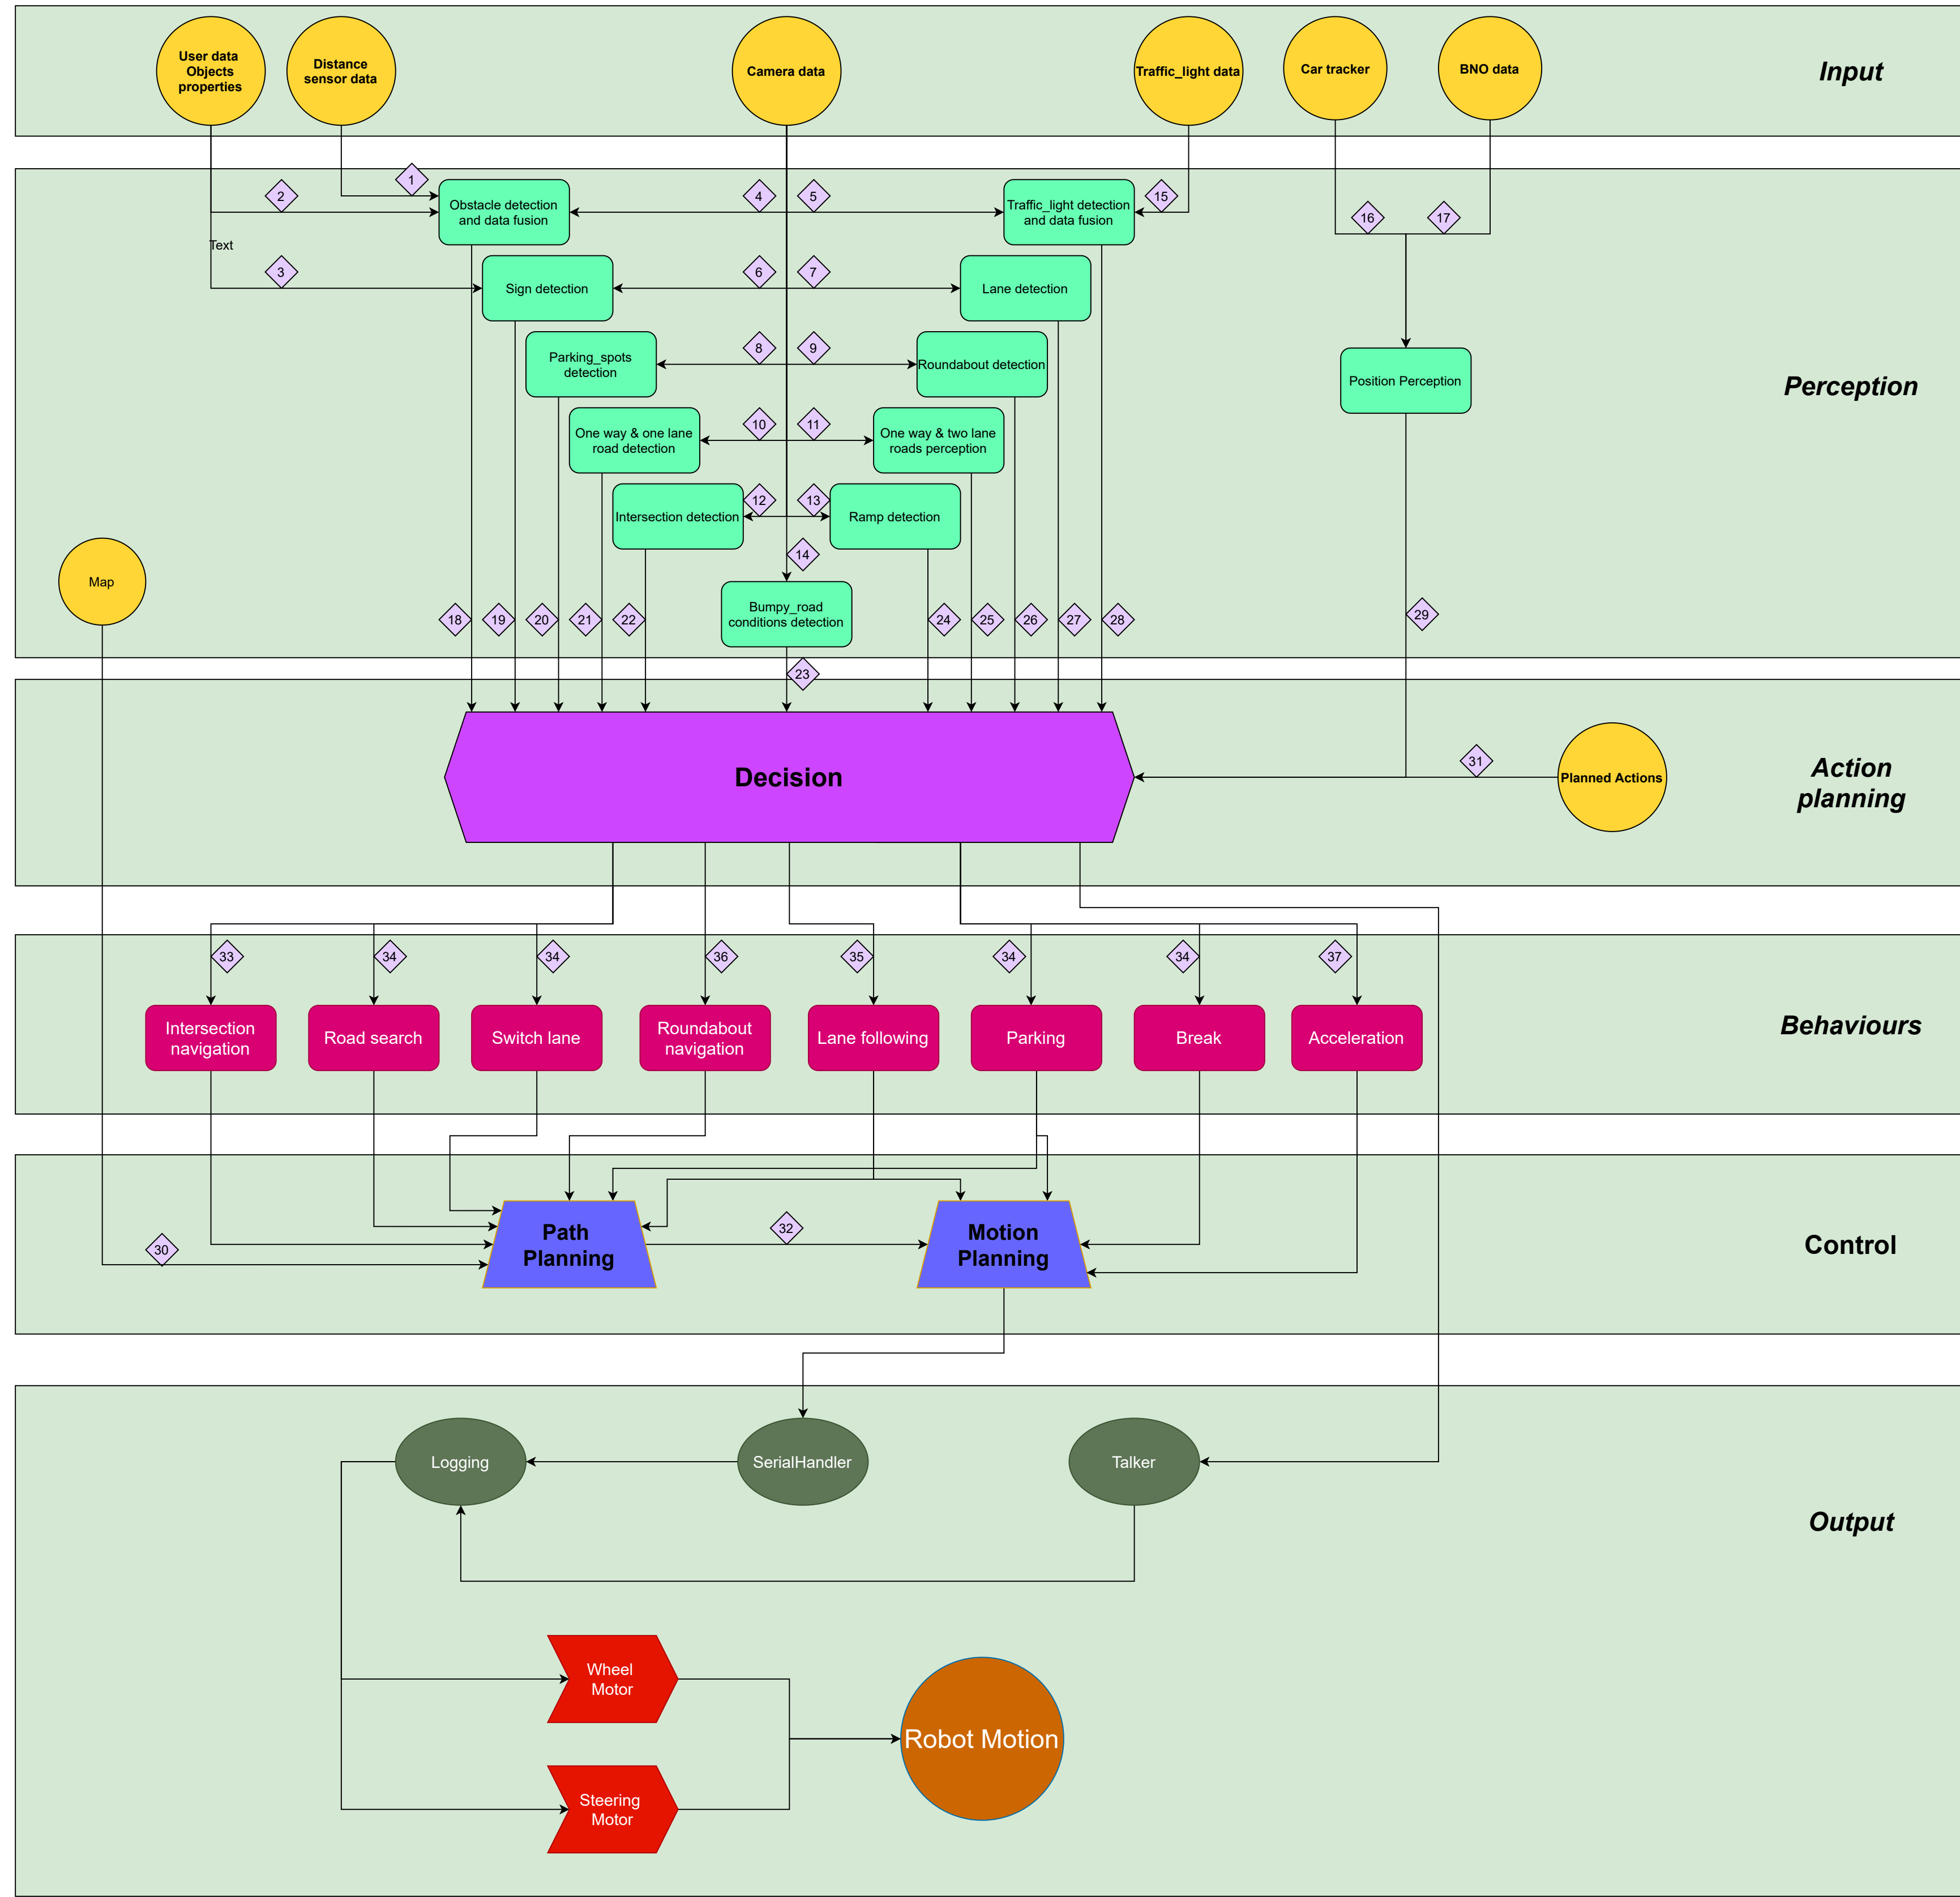 User data
Objects
properties
Distance
sensor data
Camera data
Traffic_light data
Car tracker
BNO data
Input
1
2
4
5
15
16
17
Obstacle detection
and data fusion
Traffic_light detection
and data fusion
Text
3
6
7
Sign detection
Lane detection
8
9
Parking_spots
detection
Roundabout detection
Position Perception
Perception
10
11
One way & one lane
road detection
One way & two lane
roads perception
12
13
Intersection detection
Ramp detection
14
Map
Bumpy_road
conditions detection
18
19
20
21
22
24
25
26
27
28
29
23
Decision
31
Planned Actions
Action
planning
33
34
34
36
35
34
34
37
Intersection
navigation
Road search
Switch lane
Roundabout
navigation
Lane following
Parking
Break
Acceleration
Behaviours
30
Path
Planning
32
Motion
Planning
Control
Logging
SerialHandler
Talker
Output
Wheel
Motor
Robot Motion
Steering
Motor